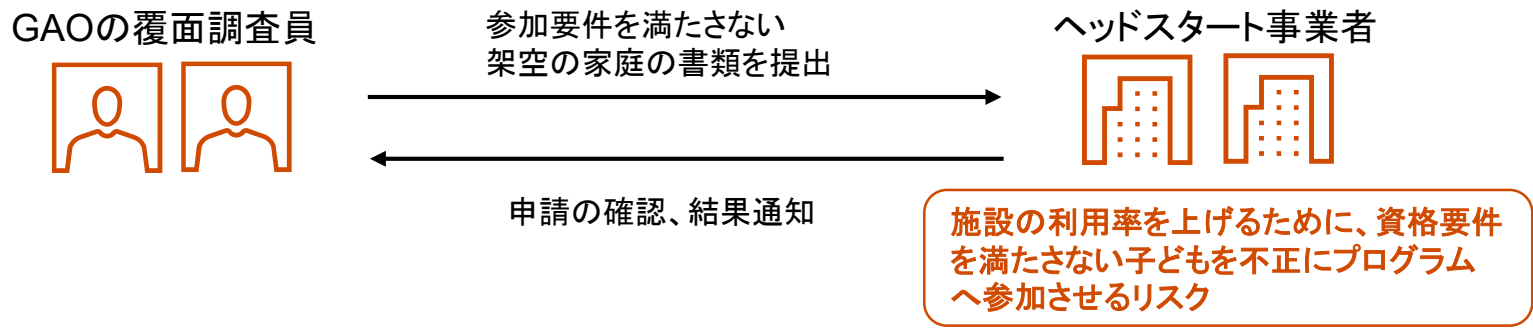 GAOの覆面調査員
参加要件を満たさない
架空の家庭の書類を提出
ヘッドスタート事業者
申請の確認、結果通知
施設の利用率を上げるために、資格要件
を満たさない子どもを不正にプログラム
へ参加させるリスク